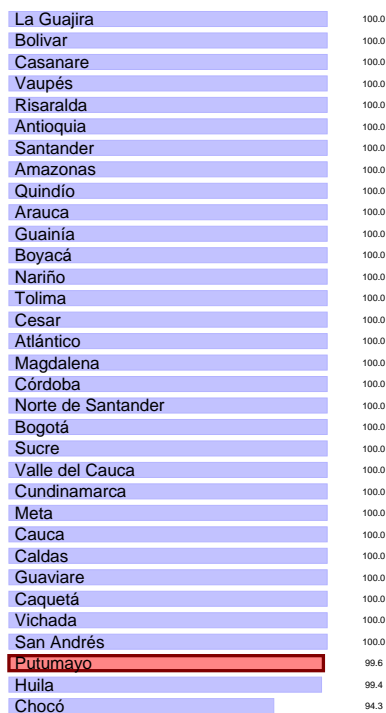 La Guajira 100.0
Bolivar 100.0
Casanare 100.0
Vaupés 100.0
Risaralda 100.0
Antioquia 100.0
Santander 100.0
Amazonas 100.0
Quindío 100.0
Arauca 100.0
Guainía 100.0
Boyacá 100.0
Nariño 100.0
Tolima 100.0
Cesar 100.0
Atlántico 100.0
Magdalena 100.0
Córdoba 100.0
Norte de Santander 100.0
Bogotá 100.0
Sucre 100.0
Valle del Cauca 100.0
Cundinamarca 100.0
Meta 100.0
Cauca 100.0
Caldas 100.0
Guaviare 100.0
Caquetá 100.0
Vichada 100.0
San Andrés 100.0
Putumayo 99.6
Huila 99.4
Chocó 94.3